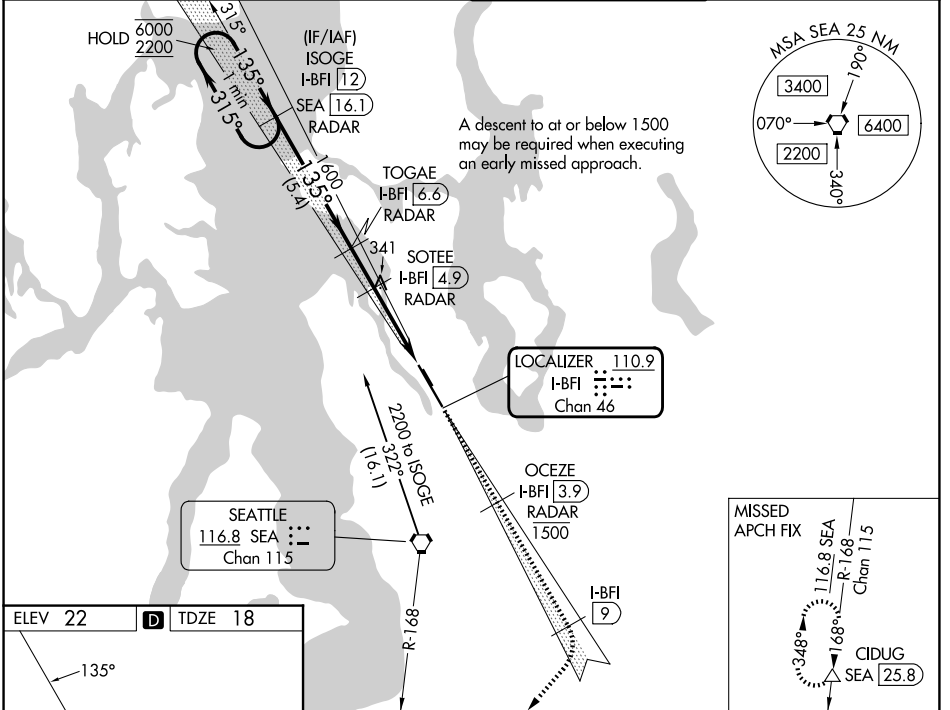 HOLD 6000
2200
315°
135°
1 min
315°
(IF/IAF)
ISOGE
I-BFI 12
SEA 16.1
RADAR
MSA SEA 25 NM
190°
3400
070°
6400
2200
340°
A descent to at or below 1500
may be required when executing
an early missed approach.
1600
135°
(5.4)
TOGAE
I-BFI 6.6
RADAR
341
SOTEE
I-BFI 4.9
RADAR
LOCALIZER 110.9
I-BFI
Chan 46
2200 to ISOGE
322°
(16.1)
OCEZE
I-BFI 3.9
RADAR
1500
SEATTLE
116.8 SEA
Chan 115
R-168
I-BFI
9
MISSED
APCH FIX
116.8 SEA
R-168
Chan 115
348°
168°
CIDUG
SEA 25.8
ELEV 22 D TDZE 18
135°